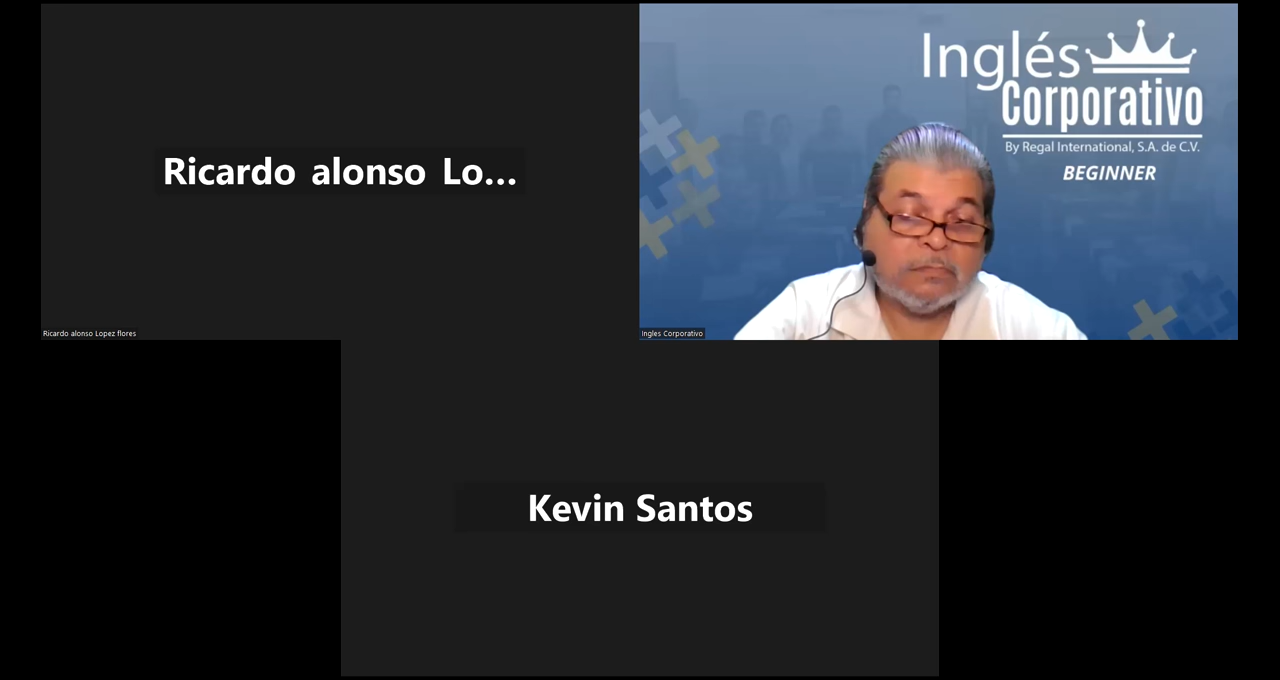 Ricardo alonso Lo...
Ricardo alonso Lopez flores
Inglés
Corporativo
By Regal International, S.A. de C.V.
BEGINNER
Ingles Corporativo
Kevin Santos